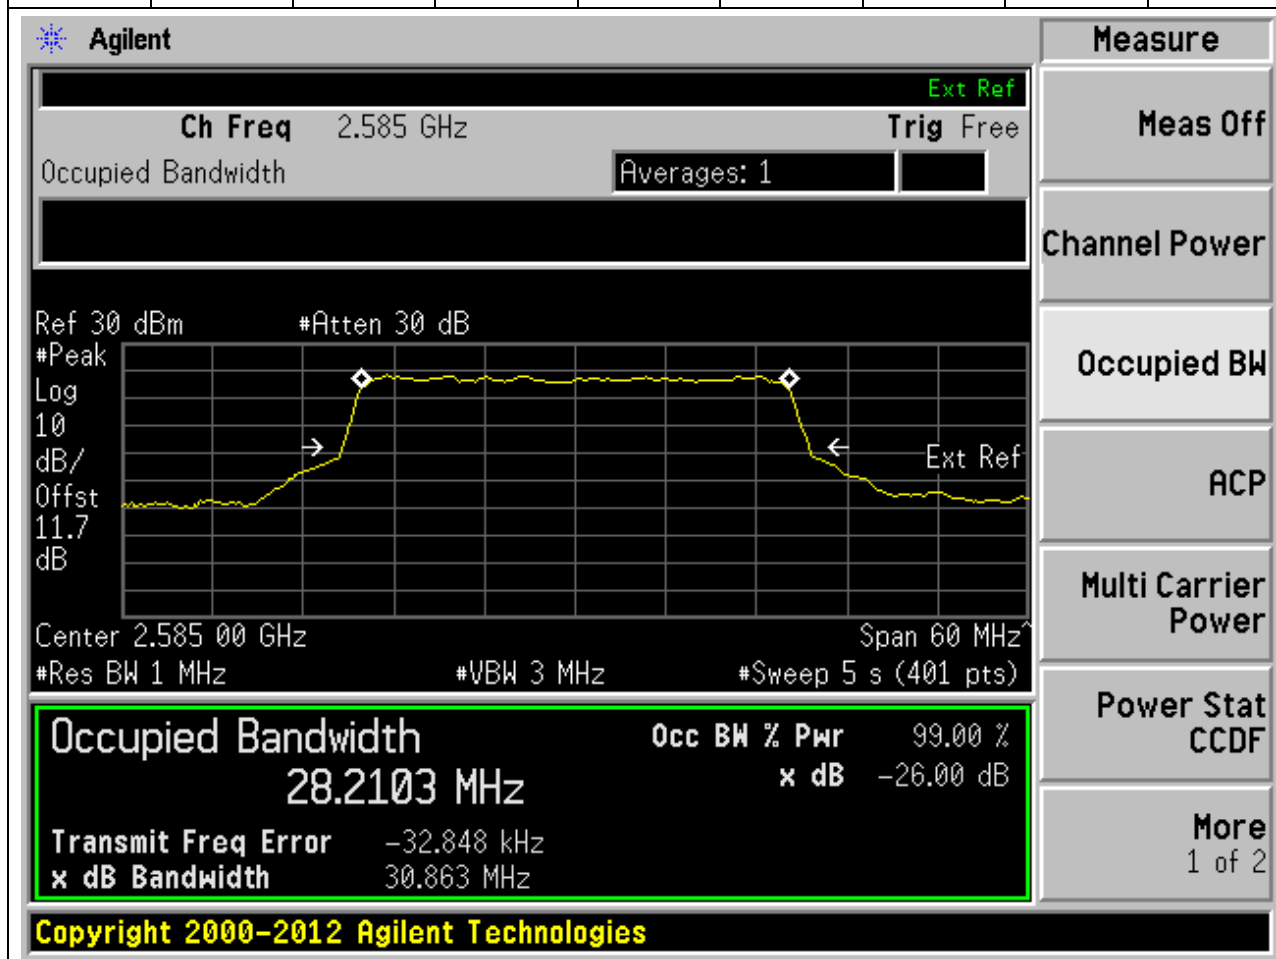 Agilent
Measure
Ext Ref
Ch Freq 2.585 GHz Trig Free
Meas Off
Occupied Bandwidth Averages: 1
Channel Power
Ref 30 dBm #Atten 30 dB
#Peak
Log
10
dB/
Offst
11.7
dB
Ext Ref
Occupied BW
ACP
Center 2.585 00 GHz Span 60 MHz^
#Res BW 1 MHz #VBW 3 MHz #Sweep 5 s (401 pts)
Multi Carrier
Power
Occupied Bandwidth Occ BW % Pwr 99.00 %
28.2103 MHz x dB -26.00 dB
Power Stat
CCDF
Transmit Freq Error -32.848 kHz
x dB Bandwidth 30.863 MHz
More
1 of 2
Copyright 2000-2012 Agilent Technologies